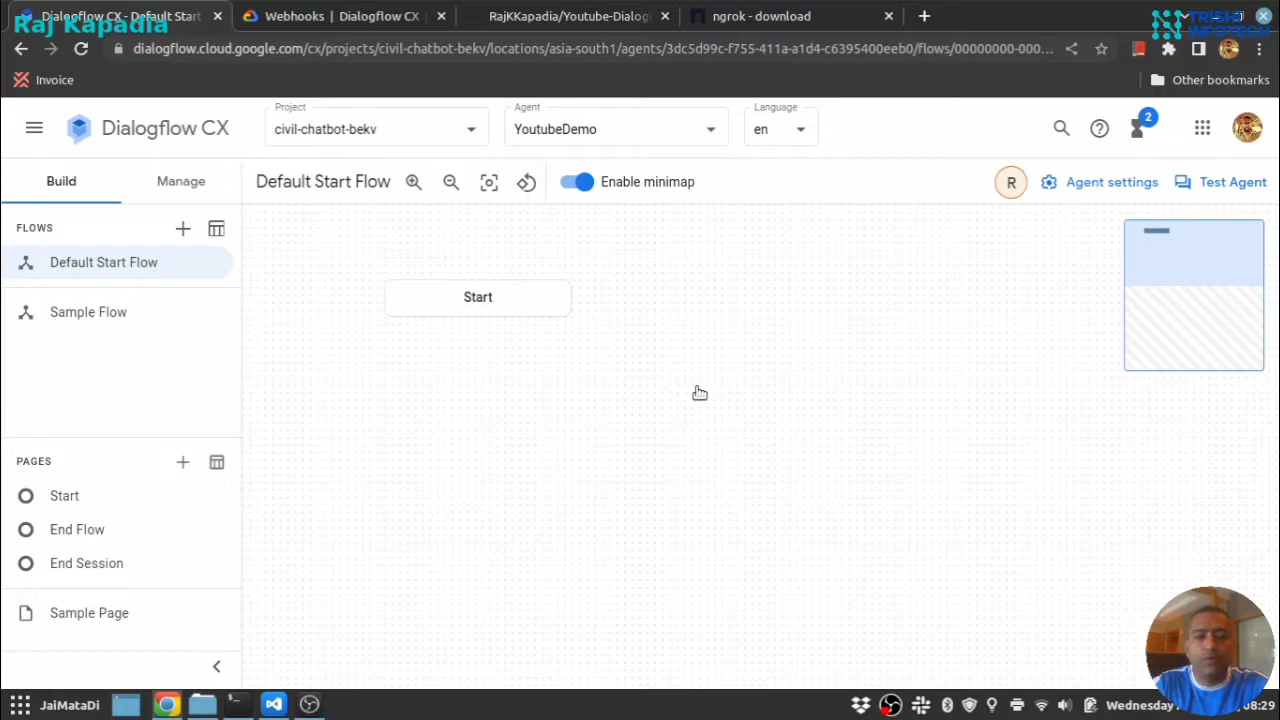 Dialogflow CX - Default Start
Webhooks | Dialogflow CX
RajKKapadia/Youtube-Dialog
ngrok - download
Raj Kapadia
TRISHI
INFOTECH
dialogflow.cloud.google.com/cx/projects/civil-chatbot-bekv/locations/asia-south1/agents/3dc5d99c-f755-411a-a1d4-c6395400eeb0/flows/00000000-000...
Invoice
Other bookmarks
Dialogflow CX
Project
civil-chatbot-bekv
Agent
YoutubeDemo
Language
en
2
Build
Manage
Default Start Flow
Enable minimap
R
Agent settings
Test Agent
FLOWS
Default Start Flow
Sample Flow
Start
PAGES
Start
End Flow
End Session
Sample Page
JaiMataDi
Wednesday
08:29